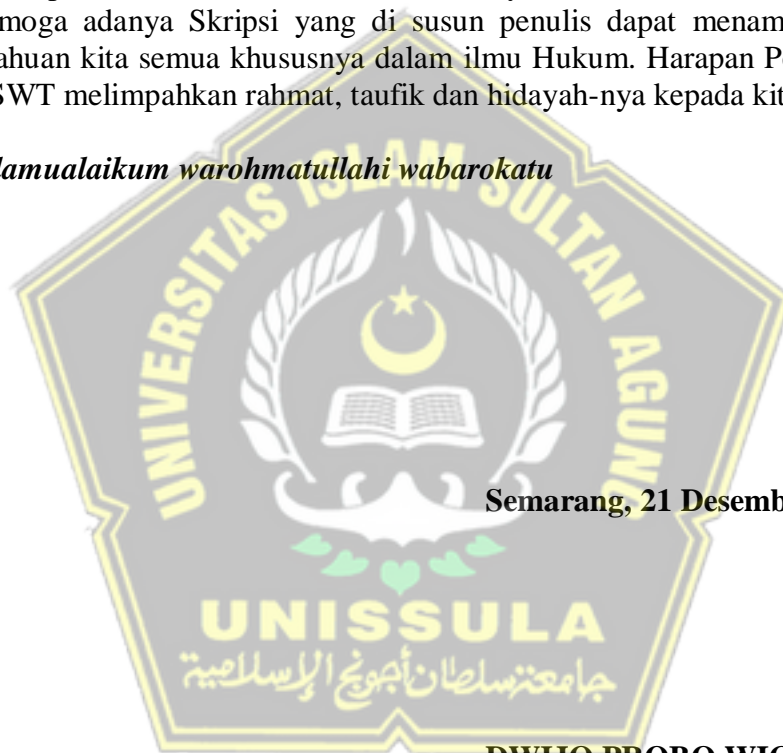 moga adanya Skripsi yang di susun penulis dapat menam
ahuan kita semua khususnya dalam ilmu Hukum. Harapan
SWT melimpahkan rahmat, taufik dan hidayah-nya kepada kit
lamualaikum warohmatullahi wabarokatu
UNIVERSITAS ISLAM SULTAN AGUNG
Semarang, 21 Desemb
UNISSULA
جامعة سلطان أجونج الإسلامية